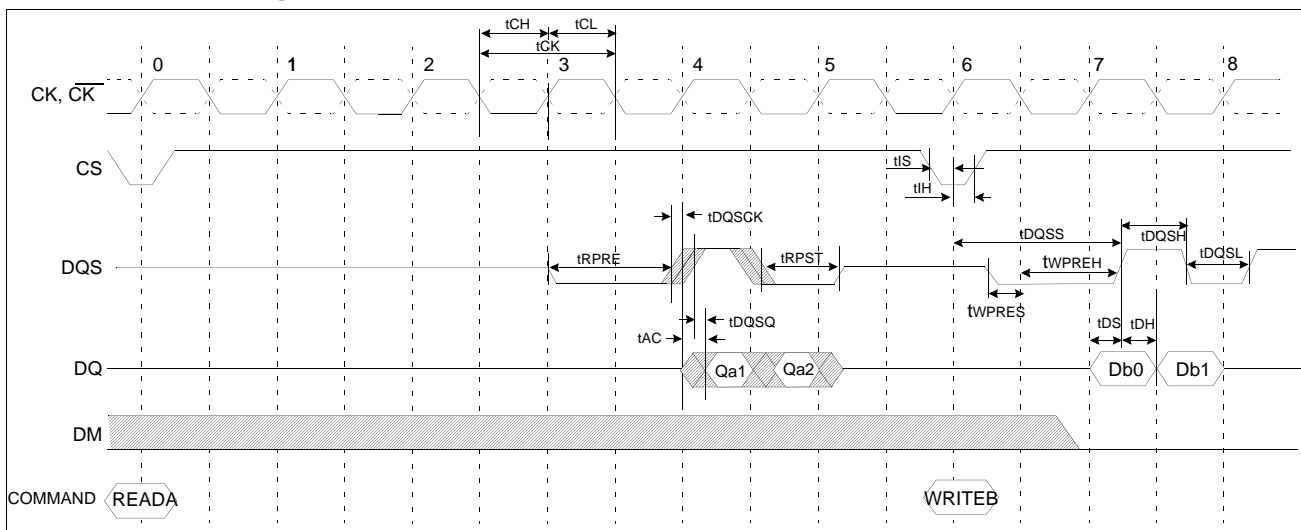 tCH tCL
tCK
0 1 2 3 4 5 6 7 8
CK, CK
CS
tIS
tIH
tDQSCK
tDQSS
tDQSH
DQS
tRPRE
tRPST
tWPREH
tDQSL
tWPRES
tDQSQ
tAC
tDS tDH
DQ
Qa1 Qa2 Db0 Db1
DM
COMMAND READA WRITEB